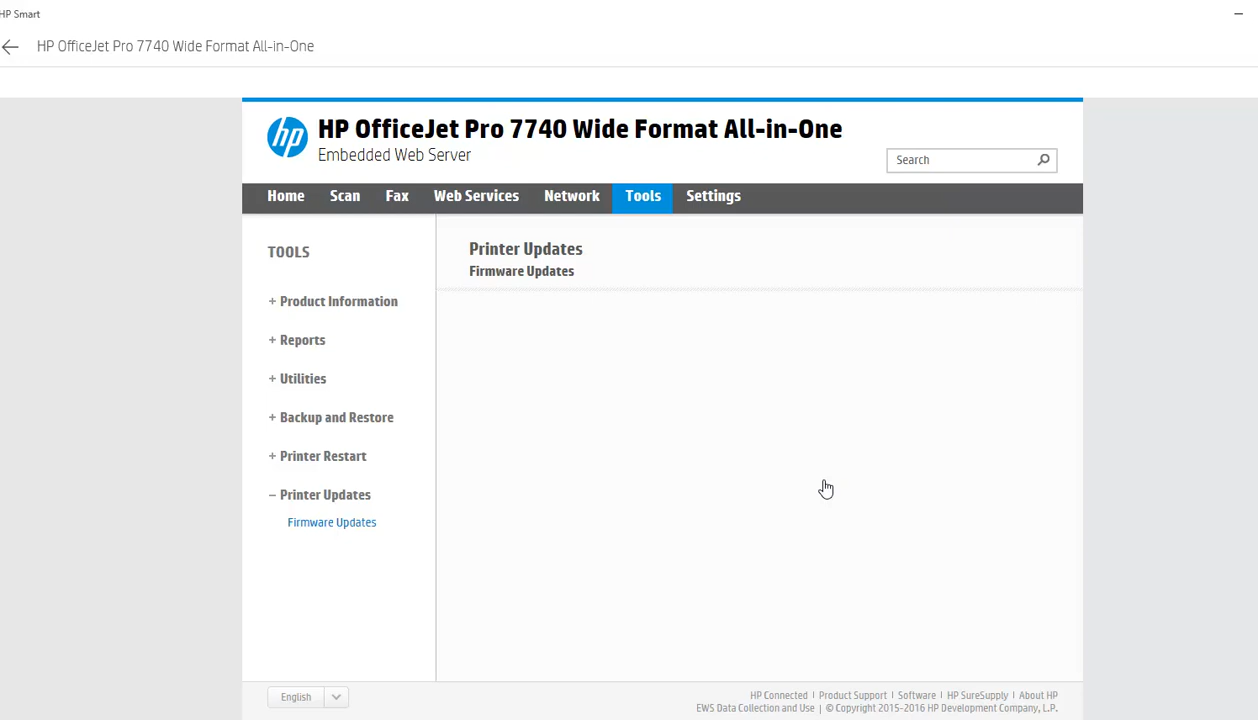 HP Smart
HP OfficeJet Pro 7740 Wide Format All-in-One
hp
HP OfficeJet Pro 7740 Wide Format All-in-One
Embedded Web Server
Search
Home Scan Fax Web Services Network Tools Settings
TOOLS
+ Product Information
+ Reports
+ Utilities
+ Backup and Restore
+ Printer Restart
– Printer Updates
Firmware Updates
Printer Updates
Firmware Updates
English
HP Connected | Product Support | Software | HP SureSupply | About HP
EWS Data Collection and Use | © Copyright 2015-2016 HP Development Company, L.P.